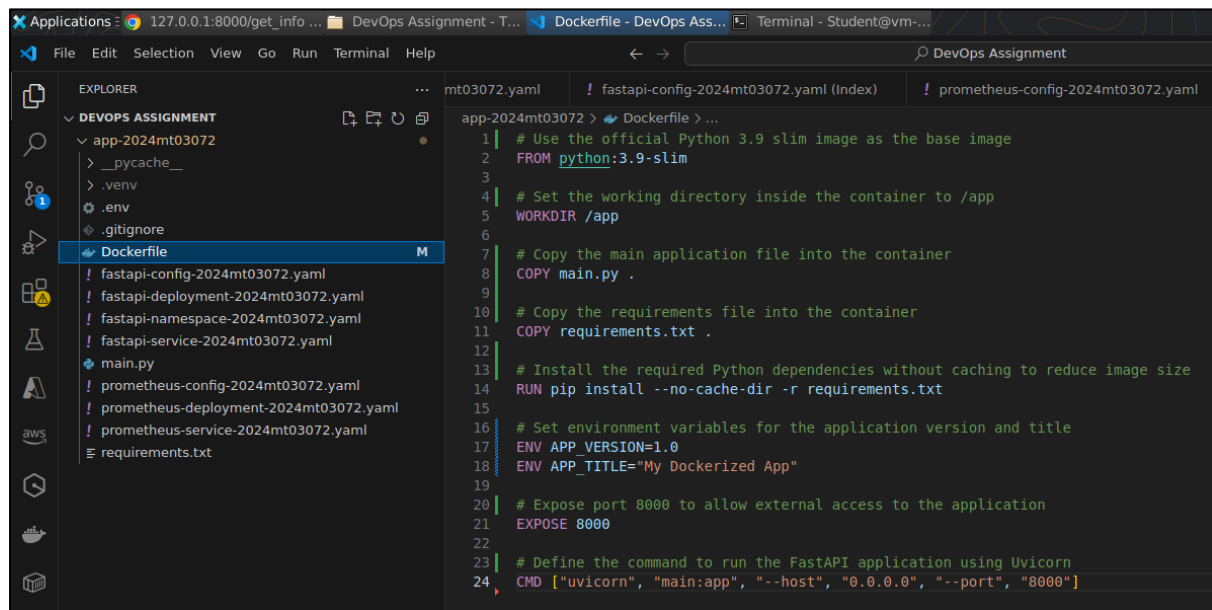 Applications
127.0.0.1:8000/get_info ...
DevOps Assignment - T...
Dockerfile - DevOps Ass...
Terminal - Student@vm-...
File Edit Selection View Go Run Terminal Help
← →
DevOps Assignment
EXPLORER
...
mt03072.yaml
! fastapi-config-2024mt03072.yaml (Index)
! prometheus-config-2024mt03072.yaml
DEVOPS ASSIGNMENT
app-2024mt03072
> __pycache__
> .venv
.env
.gitignore
Dockerfile M
! fastapi-config-2024mt03072.yaml
! fastapi-deployment-2024mt03072.yaml
! fastapi-namespace-2024mt03072.yaml
! fastapi-service-2024mt03072.yaml
main.py
! prometheus-config-2024mt03072.yaml
! prometheus-deployment-2024mt03072.yaml
! prometheus-service-2024mt03072.yaml
requirements.txt
1
aws
app-2024mt03072 > Dockerfile > ...
1 # Use the official Python 3.9 slim image as the base image
2 FROM python:3.9-slim
3
4 # Set the working directory inside the container to /app
5 WORKDIR /app
6
7 # Copy the main application file into the container
8 COPY main.py .
9
10 # Copy the requirements file into the container
11 COPY requirements.txt .
12
13 # Install the required Python dependencies without caching to reduce image size
14 RUN pip install --no-cache-dir -r requirements.txt
15
16 # Set environment variables for the application version and title
17 ENV APP_VERSION=1.0
18 ENV APP_TITLE="My Dockerized App"
19
20 # Expose port 8000 to allow external access to the application
21 EXPOSE 8000
22
23 # Define the command to run the FastAPI application using Uvicorn
24 CMD ["uvicorn", "main:app", "--host", "0.0.0.0", "--port", "8000"]